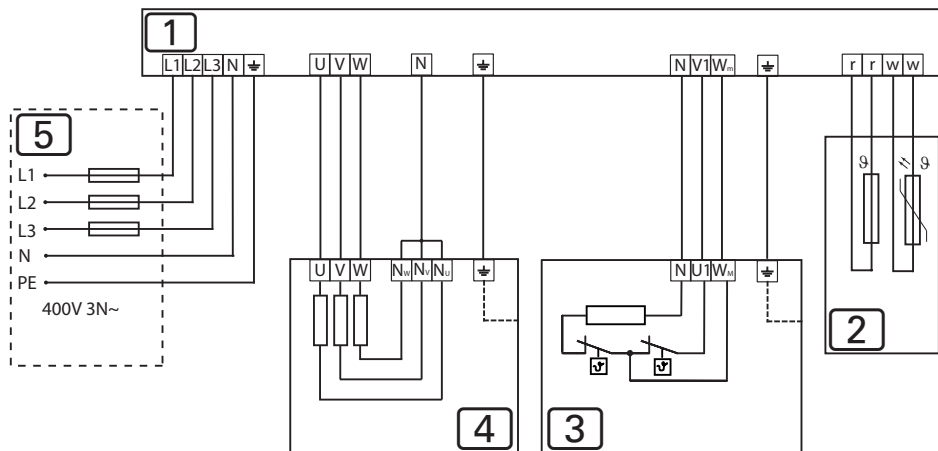 1
L1 L2 L3 N
U V W
N
N V1 Wm
r r w w
5
L1
L2
L3
N
PE
400V 3N~
U V W NW NV NU
N U1 WM
ϑ ϑ
ϑ ϑ
2
4
3